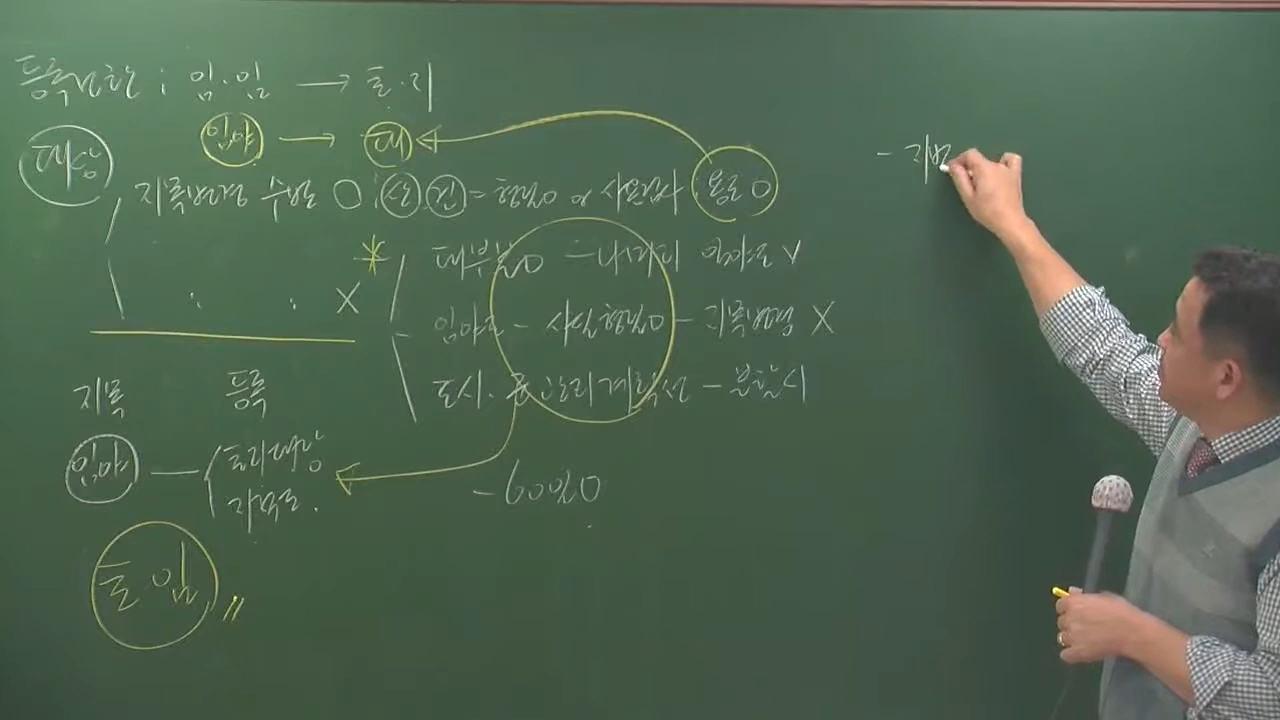 등록전환 ; 임·임 → 토·지
임야 → 대
대상
지목변경 수반 O ; 산 전 = 형질 O or 사용검사 용도 O
대부분 O - 나머지 임야로 V
: : X
임야로 - 사실형질 O - 지목변경 X
도시·군관리계획선 - 분할시
지목 등록
임야 - 토지대장
지목은.
- 60일 O
토·임 〃
- 지번